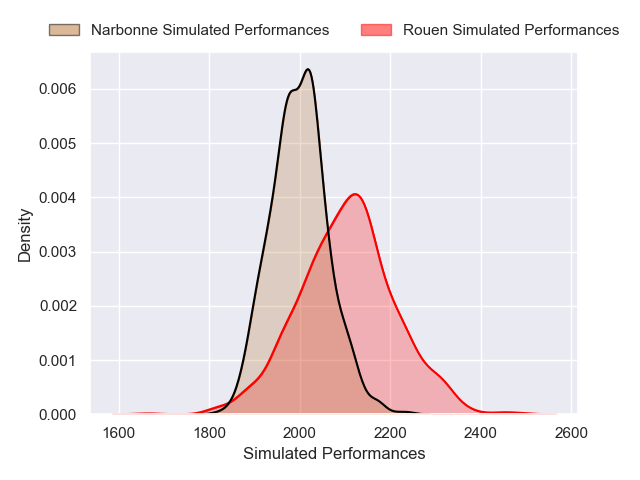 Narbonne Simulated Performances Rouen Simulated Performances
0.006
0.005
0.004
0.003
0.002
0.001
0.000
Density
1600 1800 2000 2200 2400 2600
Simulated Performances